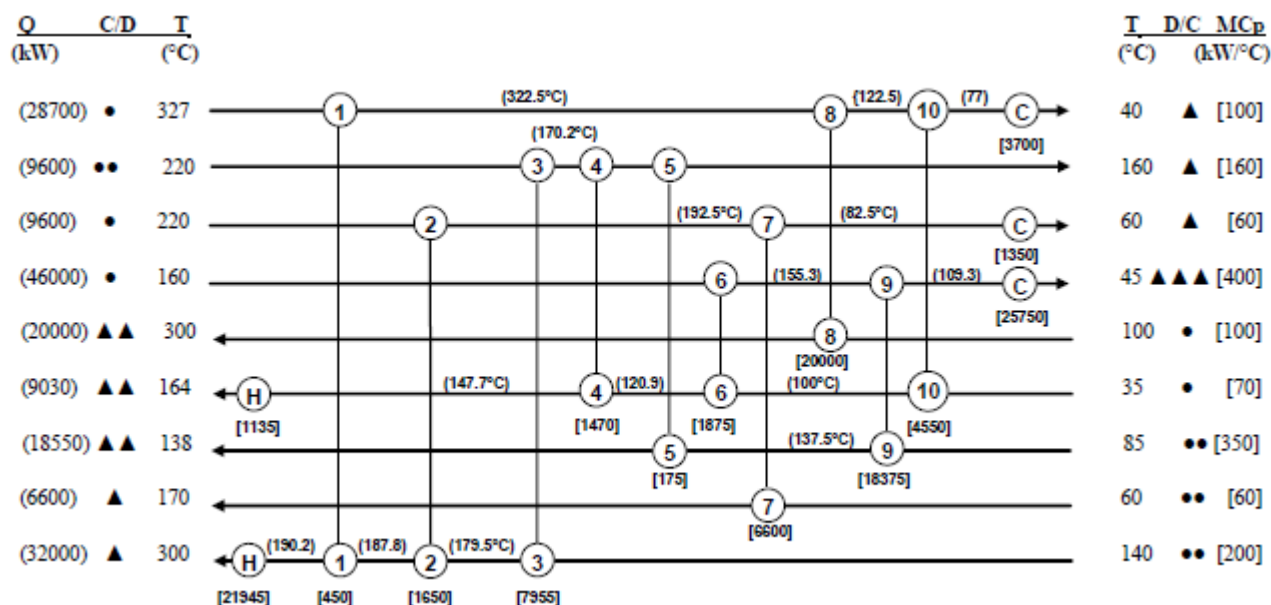 Q C/D T T D/C MCp
(kW) (°C) (°C) (kW/°C)
(28700) ● 327 1 (322.5°C) 8 (122.5) 10 (77) C 40 ▲ [100]
[3700]
(170.2°C)
(9600) ●● 220 3 4 5 160 ▲ [160]
(9600) ● 220 2 (192.5°C) 7 (82.5°C) C 60 ▲ [60]
[1350]
(46000) ● 160 6 (155.3) 9 (109.3) C 45 ▲▲▲ [400]
[25750]
(20000) ▲▲ 300 8 100 ● [100]
[20000]
(9030) ▲▲ 164 H (147.7°C) 4 (120.9) 6 (100°C) 10 35 ● [70]
[1135] [1470] [1875] [4550]
(18550) ▲▲ 138 5 (137.5°C) 9 85 ●● [350]
[175] [18375]
(6600) ▲ 170 7 60 ●● [60]
[6600]
(32000) ▲ 300 H (190.2) 1 (187.8) 2 (179.5°C) 3 140 ●● [200]
[21945] [450] [1650] [7955]